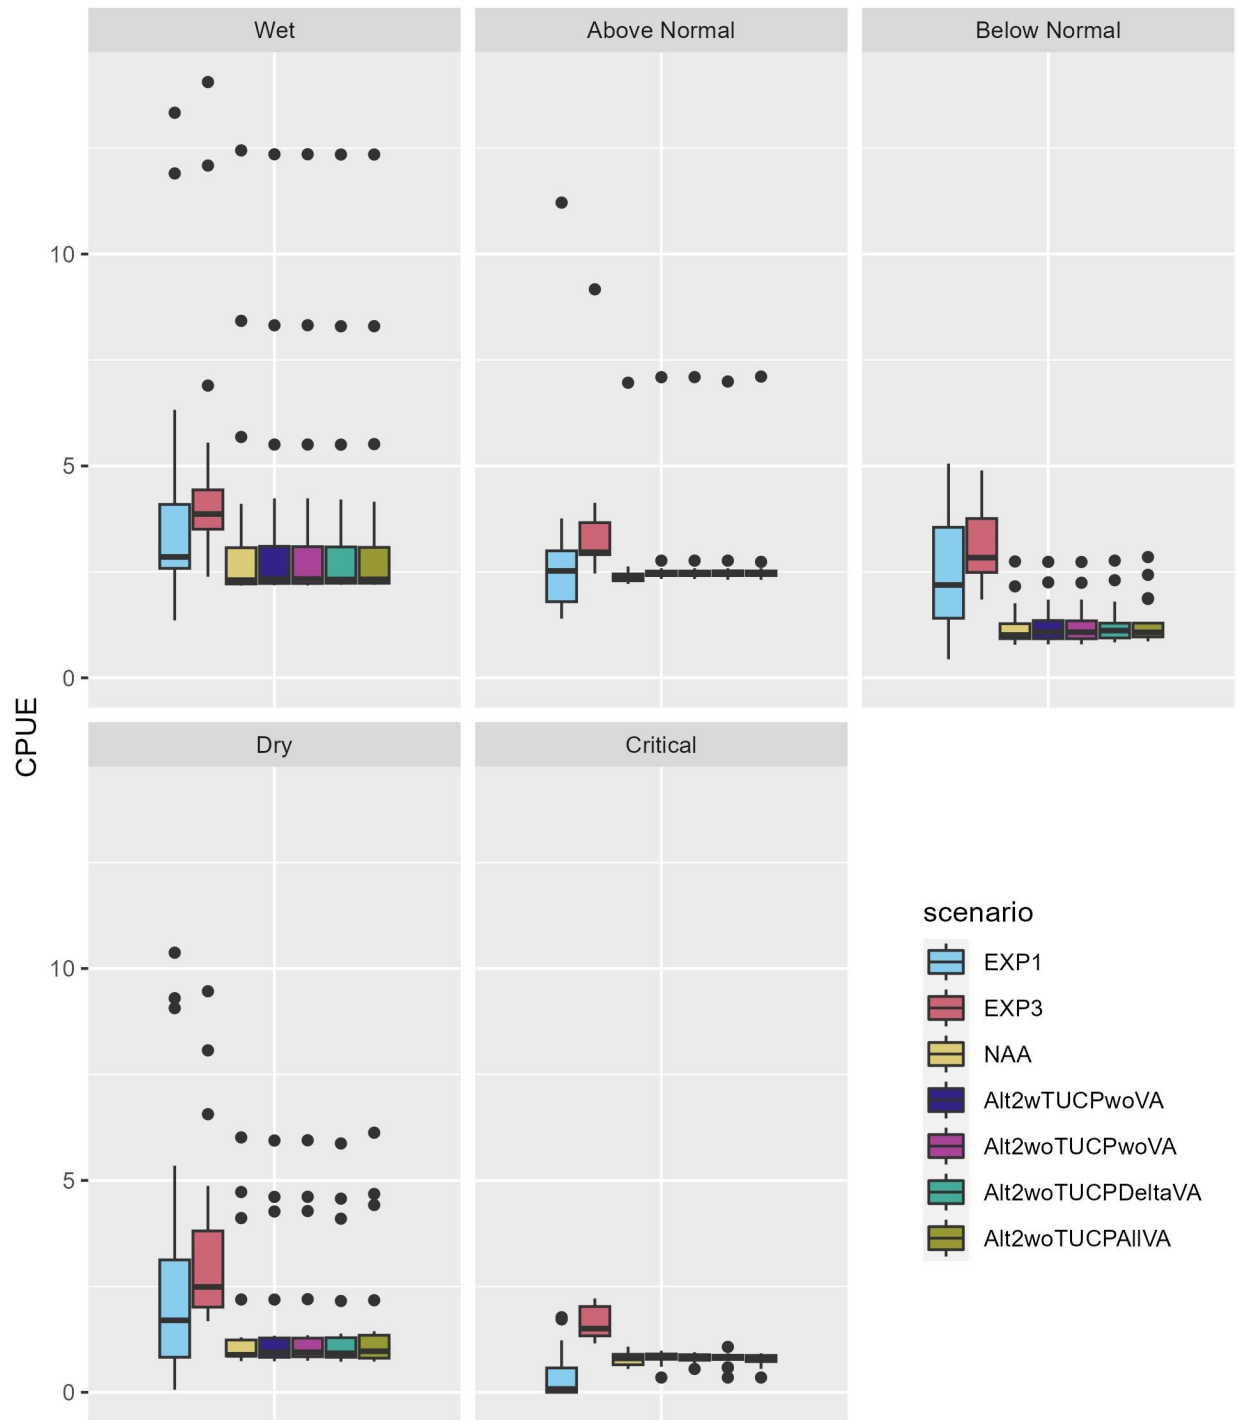 Wet
Above Normal
Below Normal
10
5
0
CPUE
Dry
Critical
10
5
0
scenario
EXP1
EXP3
NAA
Alt2wTUCPwoVA
Alt2woTUCPwoVA
Alt2woTUCPDeltaVA
Alt2woTUCPAllVA